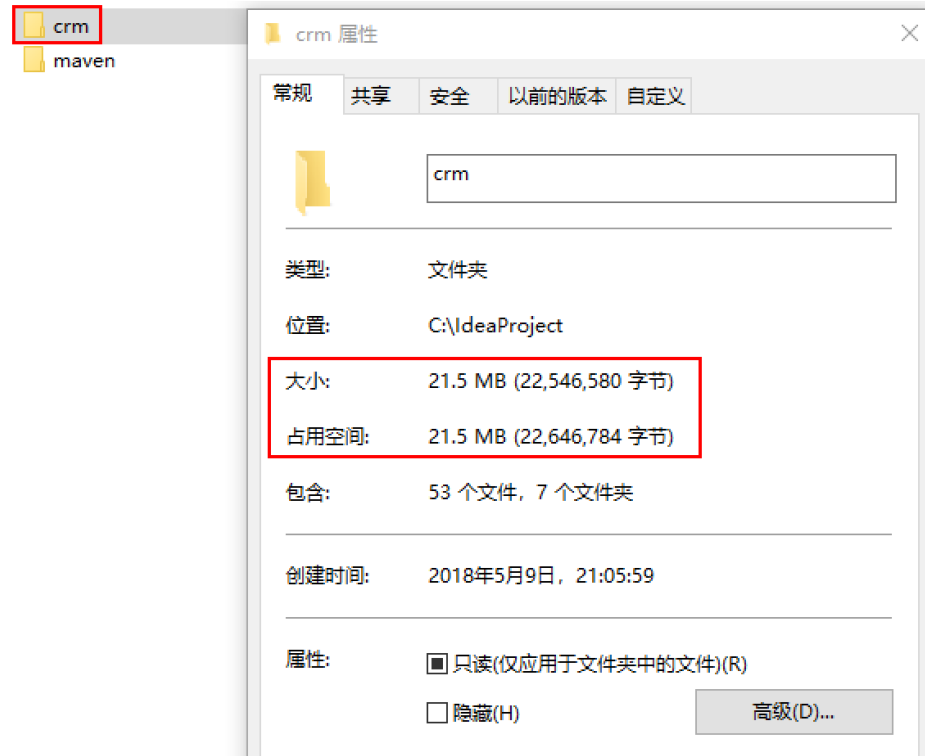 crm
maven
crm 属性
常规 共享 安全 以前的版本 自定义
crm
类型: 文件夹
位置: C:\IdeaProject
大小: 21.5 MB (22,546,580 字节)
占用空间: 21.5 MB (22,646,784 字节)
包含: 53 个文件，7 个文件夹
创建时间: 2018年5月9日，21:05:59
属性: 只读(仅应用于文件夹中的文件)(R)
隐藏(H) 高级(D)...